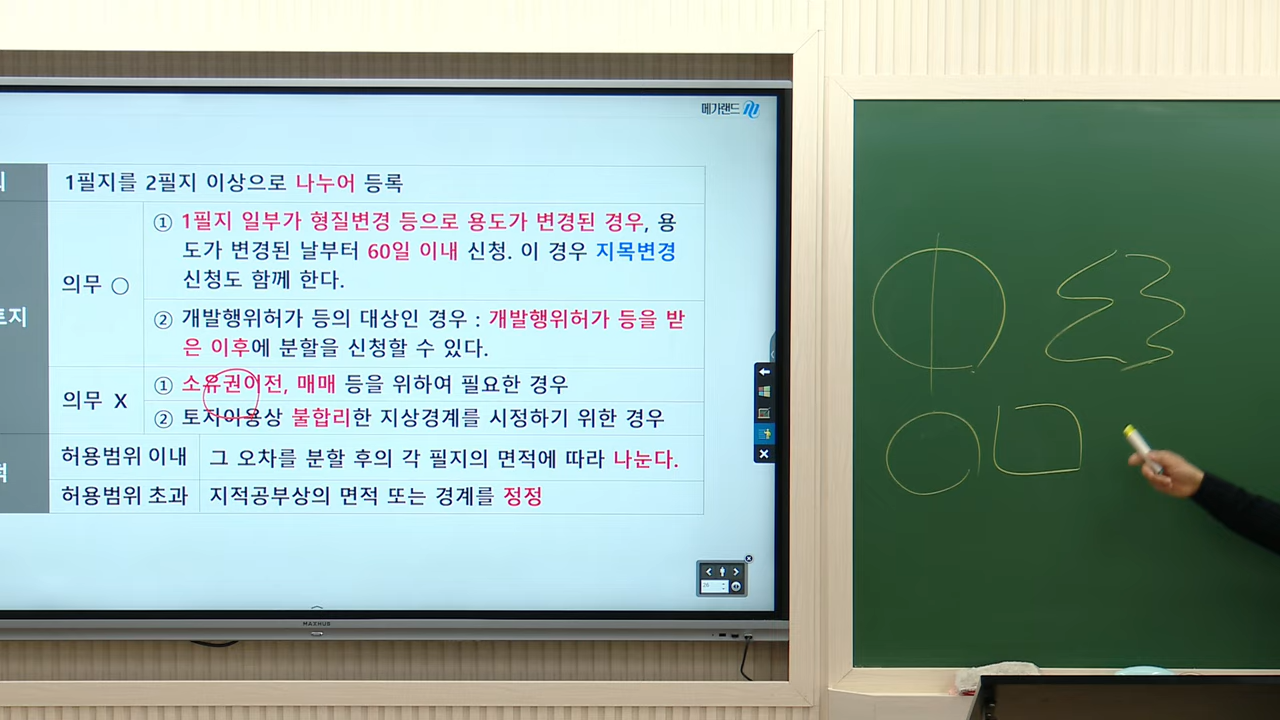 메가랜드
1필지를 2필지 이상으로 나누어 등록
토지
의무 ○
① 1필지 일부가 형질변경 등으로 용도가 변경된 경우, 용
도가 변경된 날부터 60일 이내 신청. 이 경우 지목변경
신청도 함께 한다.
② 개발행위허가 등의 대상인 경우 : 개발행위허가 등을 받
은 이후에 분할을 신청할 수 있다.
의무 X
① 소유권이전, 매매 등을 위하여 필요한 경우
② 토지이용상 불합리한 지상경계를 시정하기 위한 경우
허용범위 이내 그 오차를 분할 후의 각 필지의 면적에 따라 나눈다.
허용범위 초과 지적공부상의 면적 또는 경계를 정정
26
MAXHUB